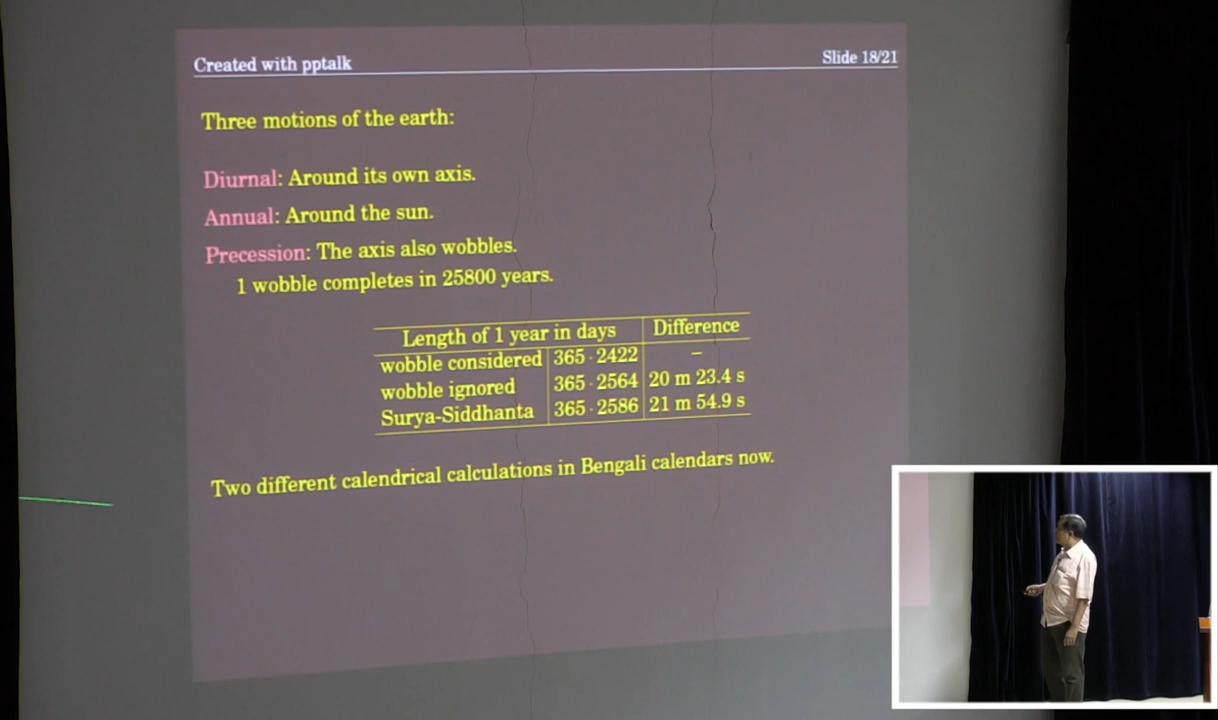 Created with pptalk Slide 18/21
Three motions of the earth:
Diurnal: Around its own axis.
Annual: Around the sun.
Precession: The axis also wobbles.
1 wobble completes in 25800 years.
Length of 1 year in days Difference
wobble considered 365·2422 –
wobble ignored 365·2564 20 m 23.4 s
Surya-Siddhanta 365·2586 21 m 54.9 s
Two different calendrical calculations in Bengali calendars now.